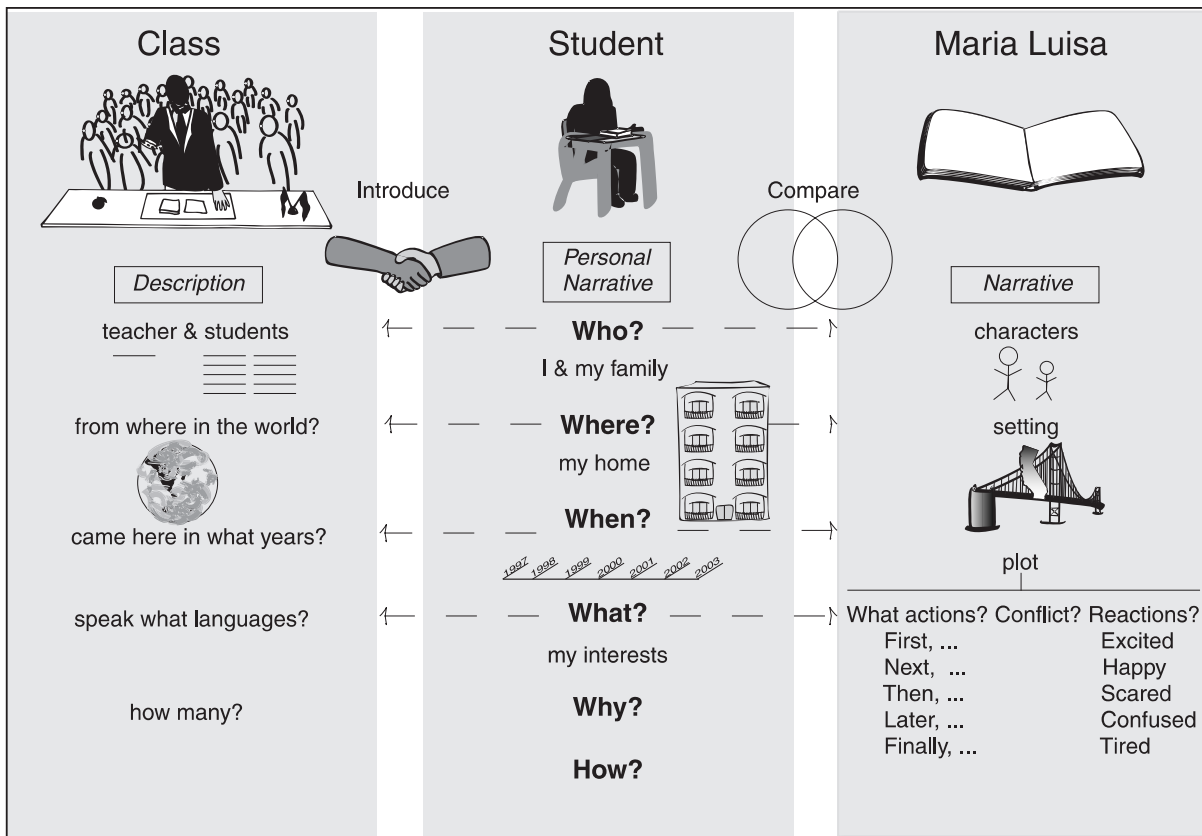 Class
Student
Maria Luisa
Introduce
Compare
Description
Personal
Narrative
Narrative
teacher & students
Who?
characters
I & my family
from where in the world?
Where?
setting
my home
came here in what years?
When?
1997 1998 1999 2000 2001 2002 2003
plot
speak what languages?
What?
What actions? Conflict? Reactions?
my interests
First, ... Excited
Next, ... Happy
Then, ... Scared
Later, ... Confused
Finally, ... Tired
how many?
Why?
How?